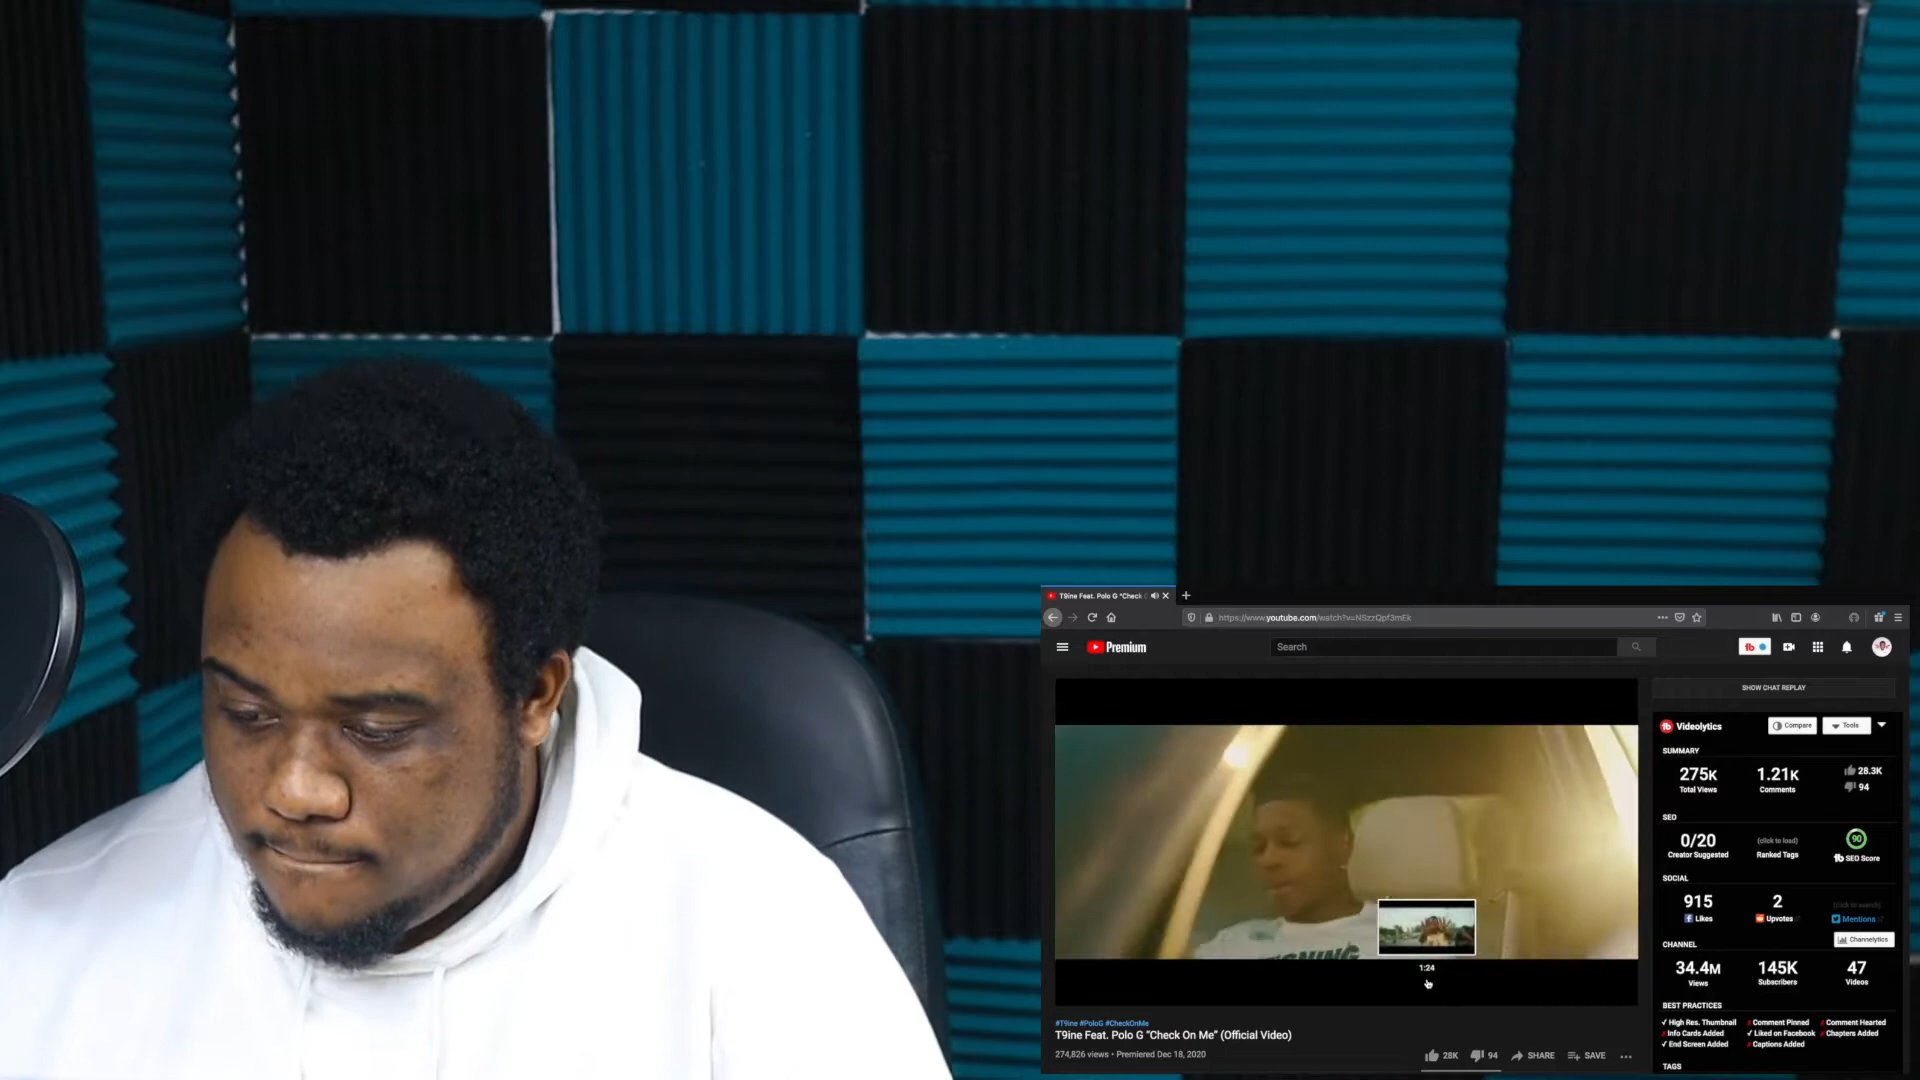 T9ine Feat. Polo G "Check
https://www.youtube.com/watch?v=NSzzQpf3mEk
Premium
Search
SHOW CHAT REPLAY
Videolytics
Compare
Tools
SUMMARY
275K
1.21K
28.3K
Total Views
Comments
94
SEO
0/20
(click to load)
90
Creator Suggested
Ranked Tags
SEO Score
SOCIAL
915
2
Likes
Upvotes
Mentions
CHANNEL
Channelytics
34.4M
145K
47
Views
Subscribers
Videos
BEST PRACTICES
High Res. Thumbnail
Comment Pinned
Comment Hearted
Info Cards Added
Liked on Facebook
Chapters Added
End Screen Added
Captions Added
TAGS
1:24
#T9ine #PoloG #CheckOnMe
T9ine Feat. Polo G "Check On Me" (Official Video)
274,826 views • Premiered Dec 18, 2020
28K
94
SHARE
SAVE